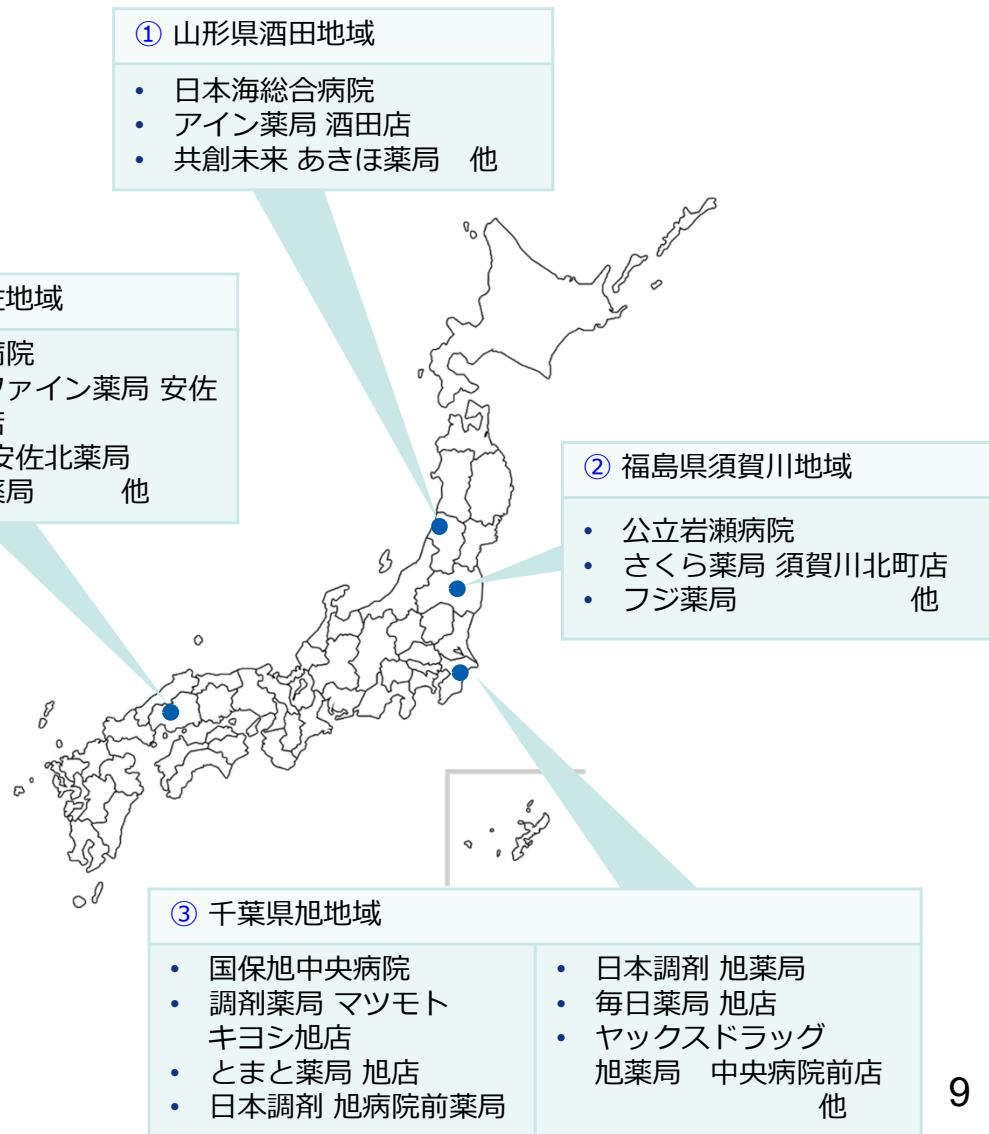 ① 山形県酒田地域
• 日本海総合病院
• アイン薬局 酒田店
• 共創未来 あきほ薬局　他
地域
病院
ファイン薬局 安佐
店
安佐北薬局
薬局　他
② 福島県須賀川地域
• 公立岩瀬病院
• さくら薬局 須賀川北町店
• フジ薬局　他
③ 千葉県旭地域
• 国保旭中央病院
• 調剤薬局 マツモト
キヨシ旭店
• とまと薬局 旭店
• 日本調剤 旭病院前薬局
• 日本調剤 旭薬局
• 毎日薬局 旭店
• ヤックスドラッグ
旭薬局　中央病院前店
他
9